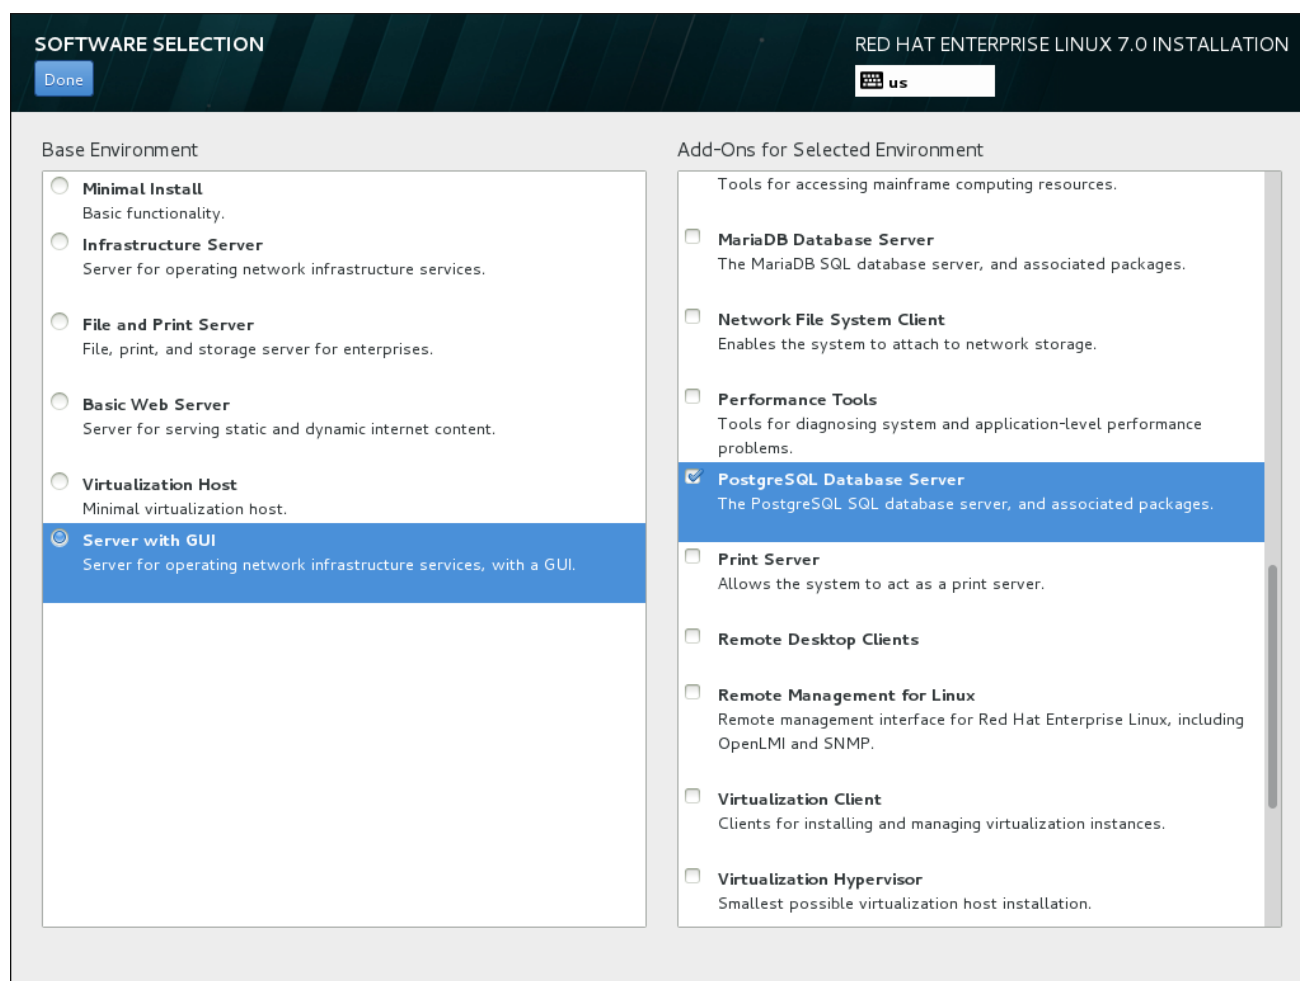 SOFTWARE SELECTION
RED HAT ENTERPRISE LINUX 7.0 INSTALLATION
Done
us
Base Environment
Minimal Install
Basic functionality.
Infrastructure Server
Server for operating network infrastructure services.
File and Print Server
File, print, and storage server for enterprises.
Basic Web Server
Server for serving static and dynamic internet content.
Virtualization Host
Minimal virtualization host.
Server with GUI
Server for operating network infrastructure services, with a GUI.
Add-Ons for Selected Environment
Tools for accessing mainframe computing resources.
MariaDB Database Server
The MariaDB SQL database server, and associated packages.
Network File System Client
Enables the system to attach to network storage.
Performance Tools
Tools for diagnosing system and application-level performance
problems.
PostgreSQL Database Server
The PostgreSQL SQL database server, and associated packages.
Print Server
Allows the system to act as a print server.
Remote Desktop Clients
Remote Management for Linux
Remote management interface for Red Hat Enterprise Linux, including
OpenLMI and SNMP.
Virtualization Client
Clients for installing and managing virtualization instances.
Virtualization Hypervisor
Smallest possible virtualization host installation.